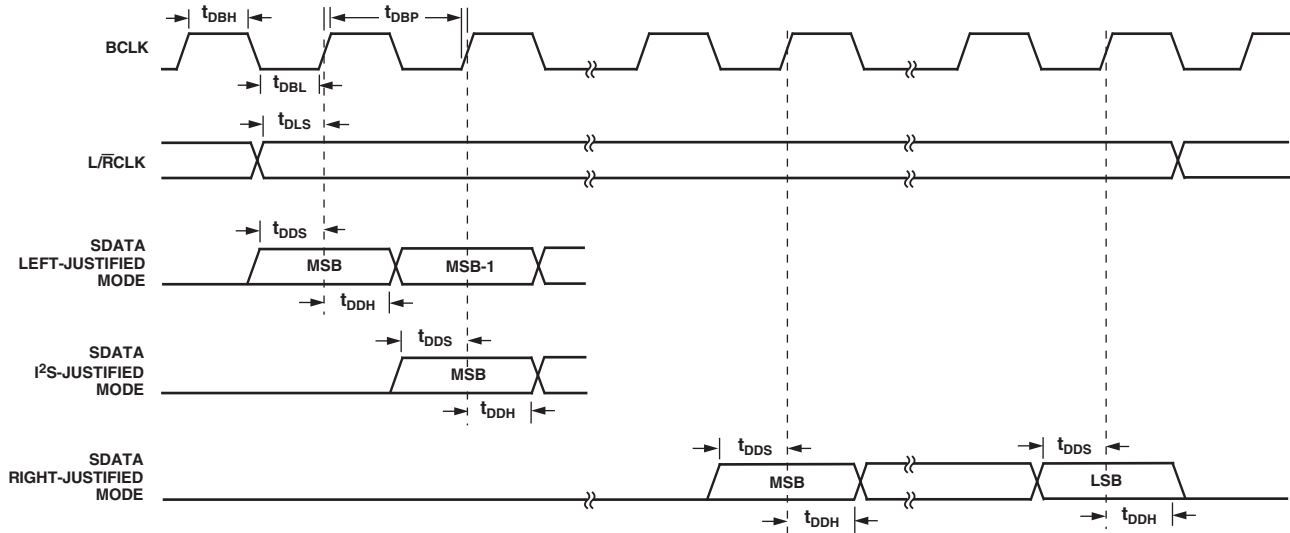 tDBH
tDBP
BCLK
tDBL
tDLS
L/R̅CLK
tDDS
SDATA
LEFT-JUSTIFIED
MODE
MSB
MSB-1
tDDH
SDATA
I²S-JUSTIFIED
MODE
tDDS
MSB
tDDH
SDATA
RIGHT-JUSTIFIED
MODE
tDDS
tDDS
MSB
LSB
tDDH
tDDH